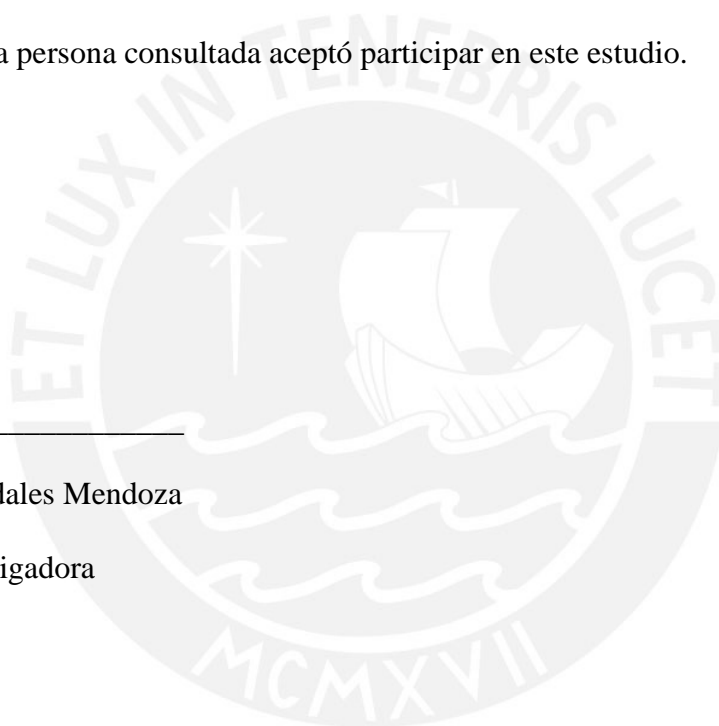 a persona consultada aceptó participar en este estudio.
ET LUX IN TENEBRIS LUCET
dales Mendoza
igadora
MCMXVII